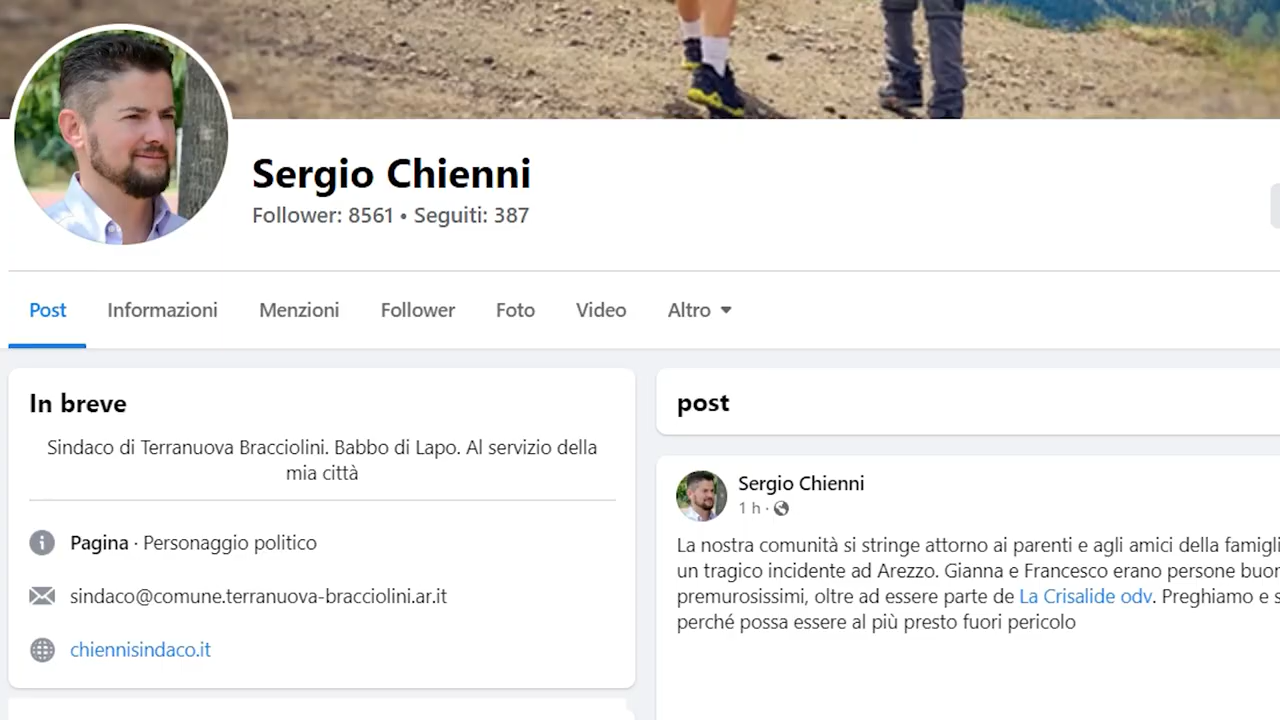 Sergio Chienni
Follower: 8561 • Seguiti: 387
Post Informazioni Menzioni Follower Foto Video Altro
In breve
Sindaco di Terranuova Bracciolini. Babbo di Lapo. Al servizio della
mia città
Pagina · Personaggio politico
sindaco@comune.terranuova-bracciolini.ar.it
chiennisindaco.it
post
Sergio Chienni
1 h ·
La nostra comunità si stringe attorno ai parenti e agli amici della
un tragico incidente ad Arezzo. Gianna e Francesco erano persone
premurosissimi, oltre ad essere parte de La Crisalide odv. Preghiamo e
perché possa essere al più presto fuori pericolo